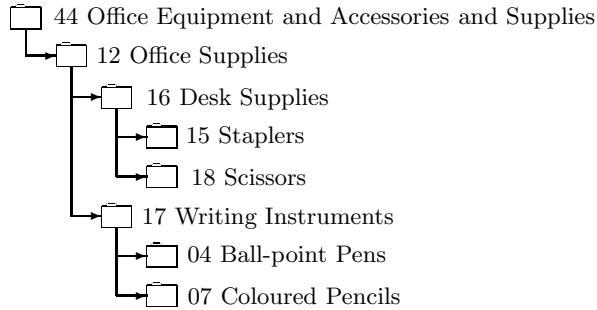 44 Office Equipment and Accessories and Supplies
12 Office Supplies
16 Desk Supplies
15 Staplers
18 Scissors
17 Writing Instruments
04 Ball-point Pens
07 Coloured Pencils